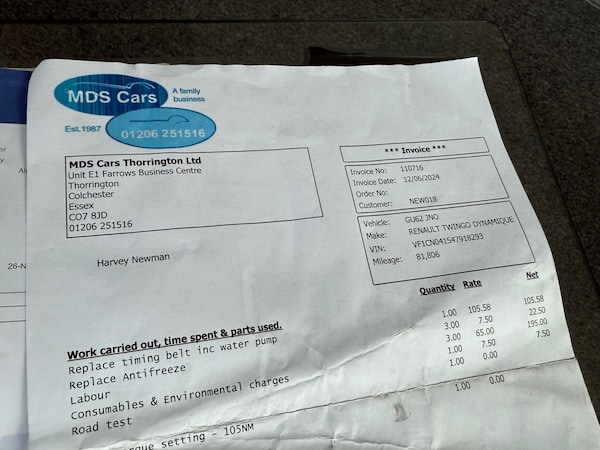 MDS Cars
A family
business
Est.1987
01206 251516
MDS Cars Thorrington Ltd
Unit E1 Farrows Business Centre
Thorrington
Colchester
Essex
CO7 8JD
01206 251516
Harvey Newman
*** Invoice ***
Invoice No: 110716
Invoice Date: 12/06/2024
Order No:
Customer: NEW018
Vehicle: GU62 JNO
Make: RENAULT TWINGO DYNAMIQUE
VIN: VF1CN041547918293
Mileage: 81,806
Work carried out, time spent & parts used. Quantity Rate Net
Replace timing belt inc water pump 1.00 105.58 105.58
Replace Antifreeze 3.00 7.50 22.50
Labour 3.00 65.00 195.00
Consumables & Environmental charges 1.00 7.50 7.50
Road test 1.00 0.00
setting - 105NM 1.00 0.00
26-N